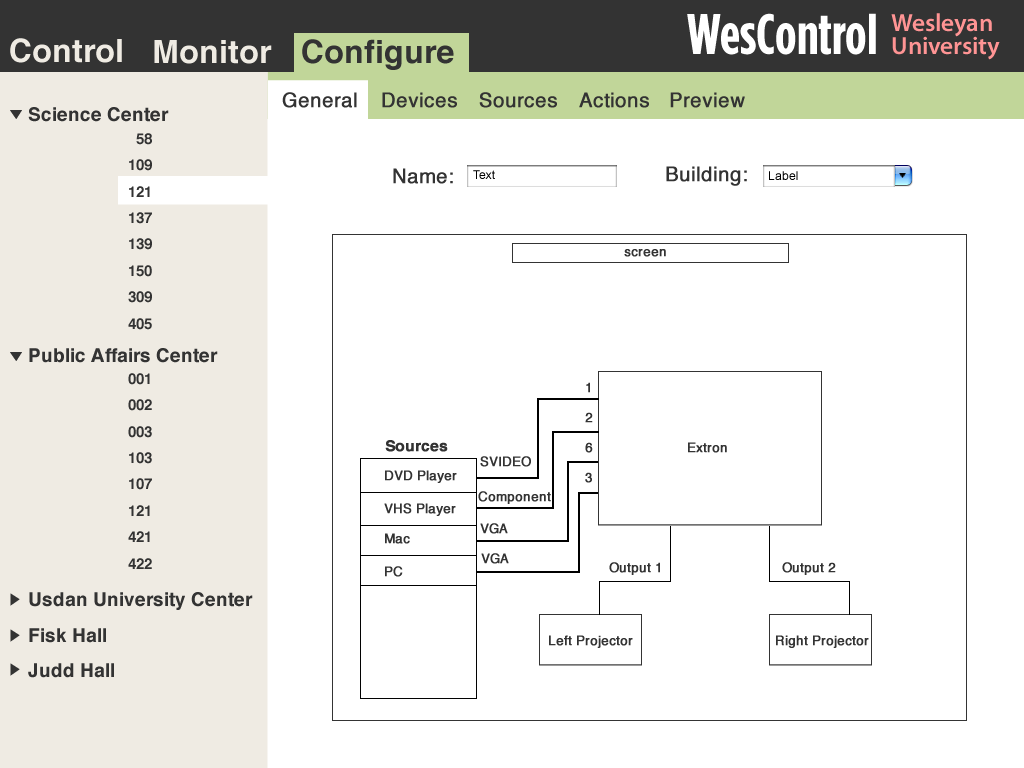 Control Monitor Configure
WesControl Wesleyan University
General Devices Sources Actions Preview
Science Center
58
109
121
137
139
150
309
405
Public Affairs Center
001
002
003
103
107
121
421
422
Usdan University Center
Fisk Hall
Judd Hall
Name: Text
Building: Label
screen
1
2
6
3
Extron
Sources
DVD Player
VHS Player
Mac
PC
SVIDEO
Component
VGA
VGA
Output 1
Output 2
Left Projector
Right Projector